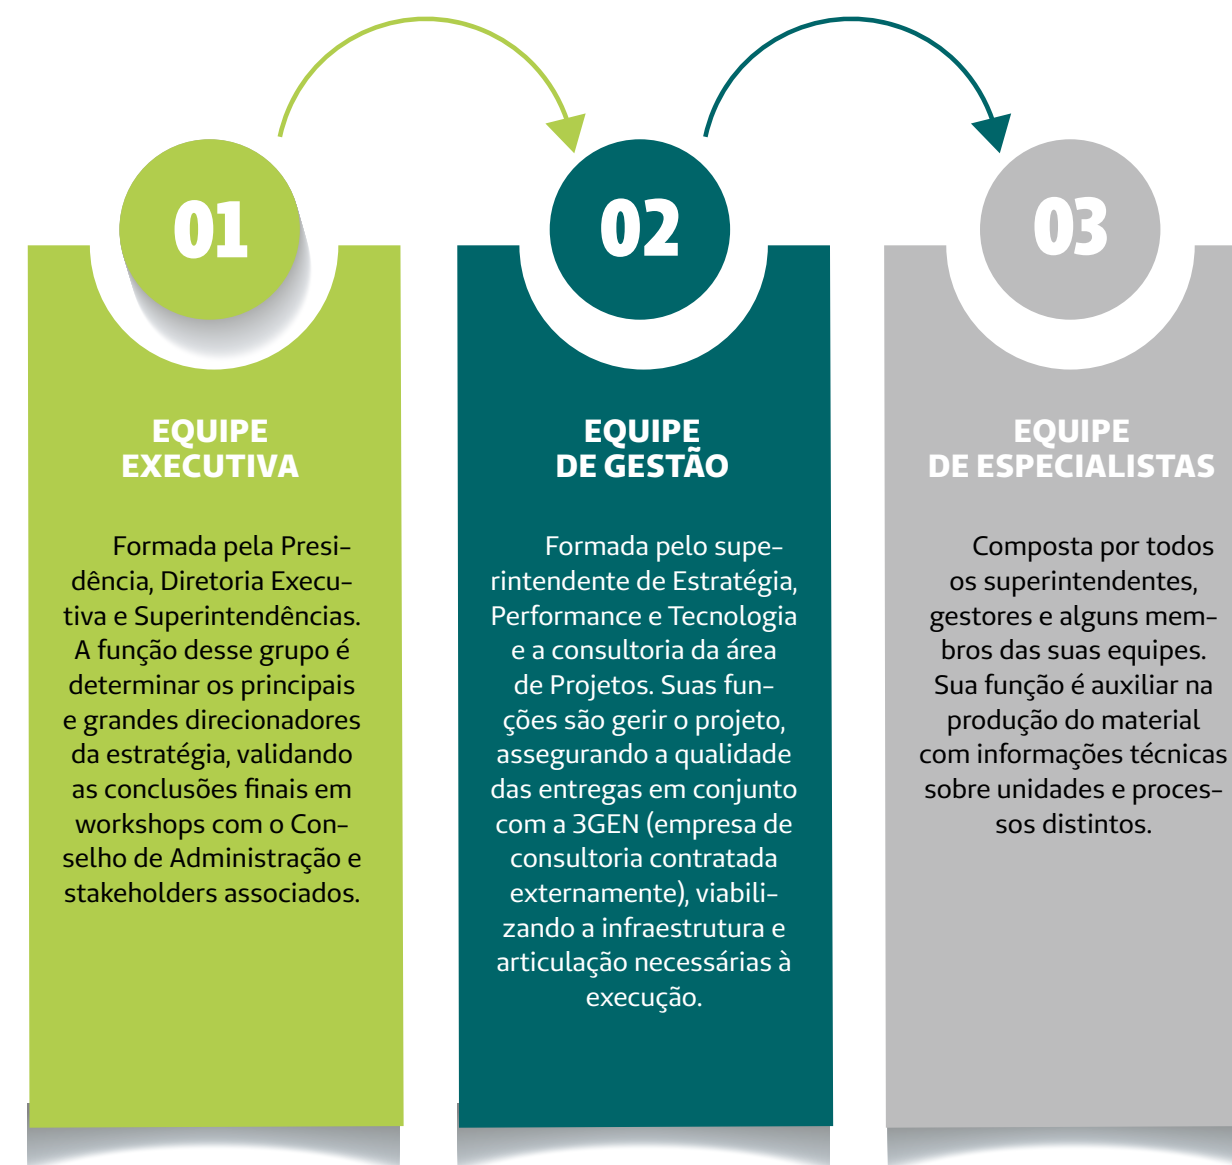 01
EQUIPE
EXECUTIVA
Formada pela Presi-
dência, Diretoria Execu-
tiva e Superintendências.
A função desse grupo é
determinar os principais
e grandes direcionadores
da estratégia, validando
as conclusões finais em
workshops com o Con-
selho de Administração e
stakeholders associados.
02
EQUIPE
DE GESTÃO
Formada pelo supe-
rintendente de Estratégia,
Performance e Tecnologia
e a consultoria da área
de Projetos. Suas fun-
ções são gerir o projeto,
assegurando a qualidade
das entregas em conjunto
com a 3GEN (empresa de
consultoria contratada
externamente), viabili-
zando a infraestrutura e
articulação necessárias à
execução.
03
EQUIPE
DE ESPECIALISTAS
Composta por todos
os superintendentes,
gestores e alguns mem-
bros das suas equipes.
Sua função é auxiliar na
produção do material
com informações técnicas
sobre unidades e proces-
sos distintos.